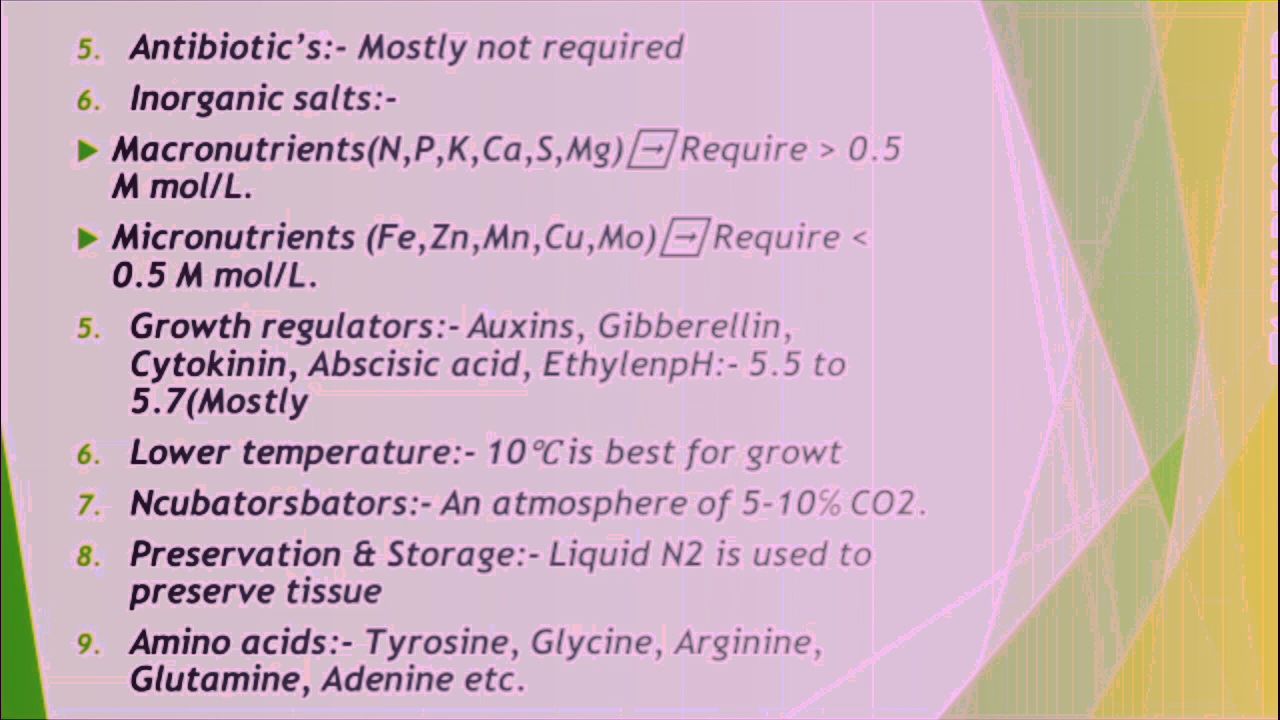 5. Antibiotic’s:- Mostly not required
6. Inorganic salts:-
Macronutrients(N,P,K,Ca,S,Mg)→Require > 0.5
M mol/L.
Micronutrients (Fe,Zn,Mn,Cu,Mo)→Require <
0.5 M mol/L.
5. Growth regulators:- Auxins, Gibberellin,
Cytokinin, Abscisic acid, EthylenpH:- 5.5 to
5.7(Mostly
6. Lower temperature:- 10℃is best for growt
7. Ncubatorsbators:- An atmosphere of 5-10% CO2.
8. Preservation & Storage:- Liquid N2 is used to
preserve tissue
9. Amino acids:- Tyrosine, Glycine, Arginine,
Glutamine, Adenine etc.